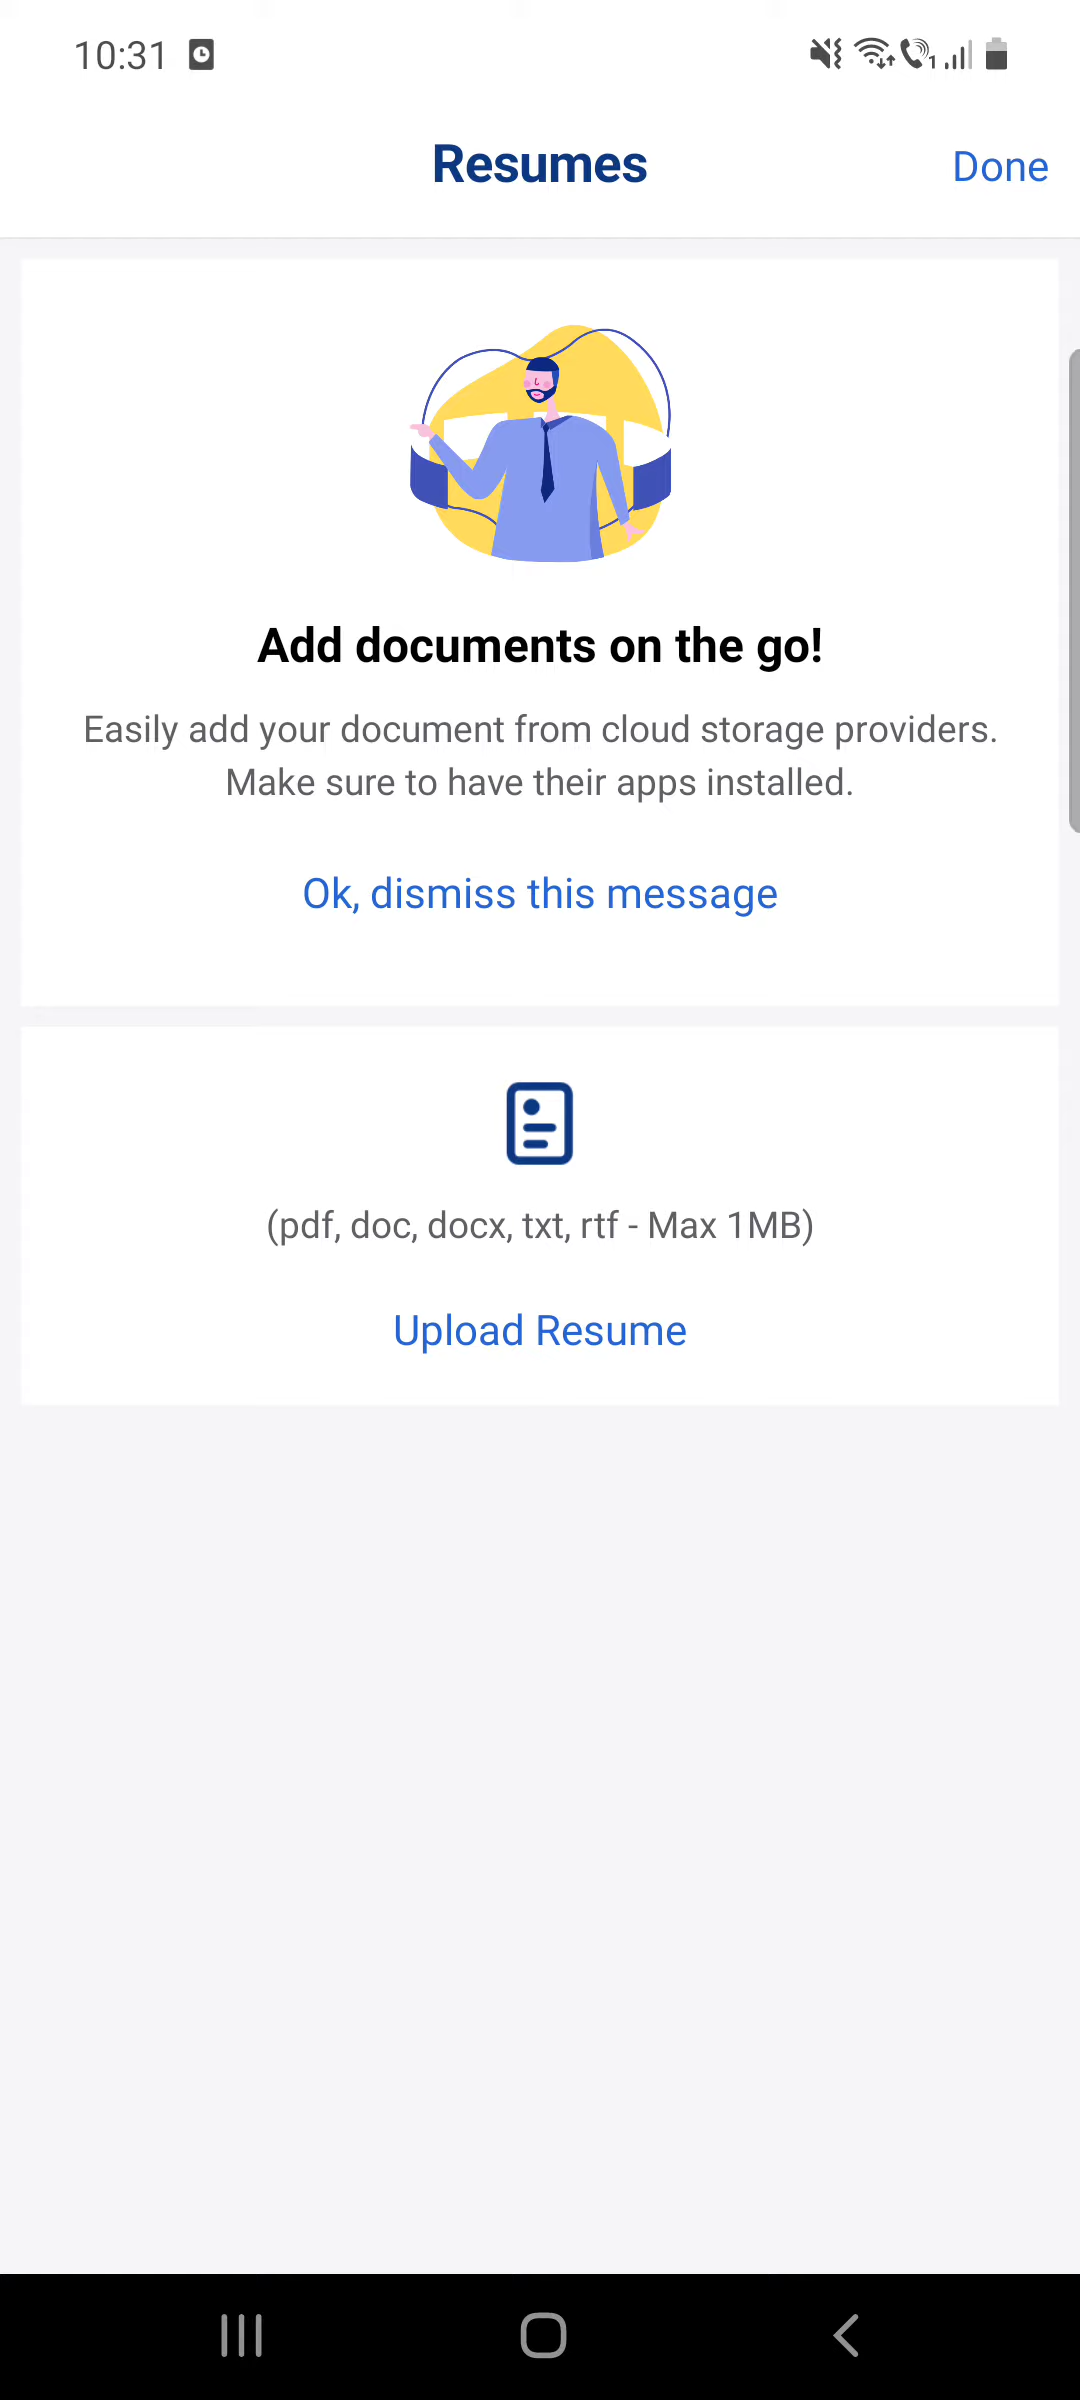 10:31
Resumes
Done
Add documents on the go!
Easily add your document from cloud storage providers.
Make sure to have their apps installed.
Ok, dismiss this message
(pdf, doc, docx, txt, rtf - Max 1MB)
Upload Resume